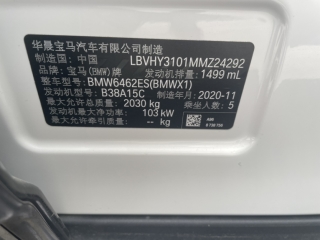 华晨宝马汽车有限公司制造
制造国：中国 LBVHY3101MMZ24292
品牌：宝马(BMW)牌 发动机排量：1499 mL
整车型号：BMW6462ES(BMWX1)
发动机型号：B38A15C 制造年月：2020-11
最大允许总质量：2030 kg 乘坐人数：5
发动机最大净功率：103 kW
最大设计装载质量：-- kg